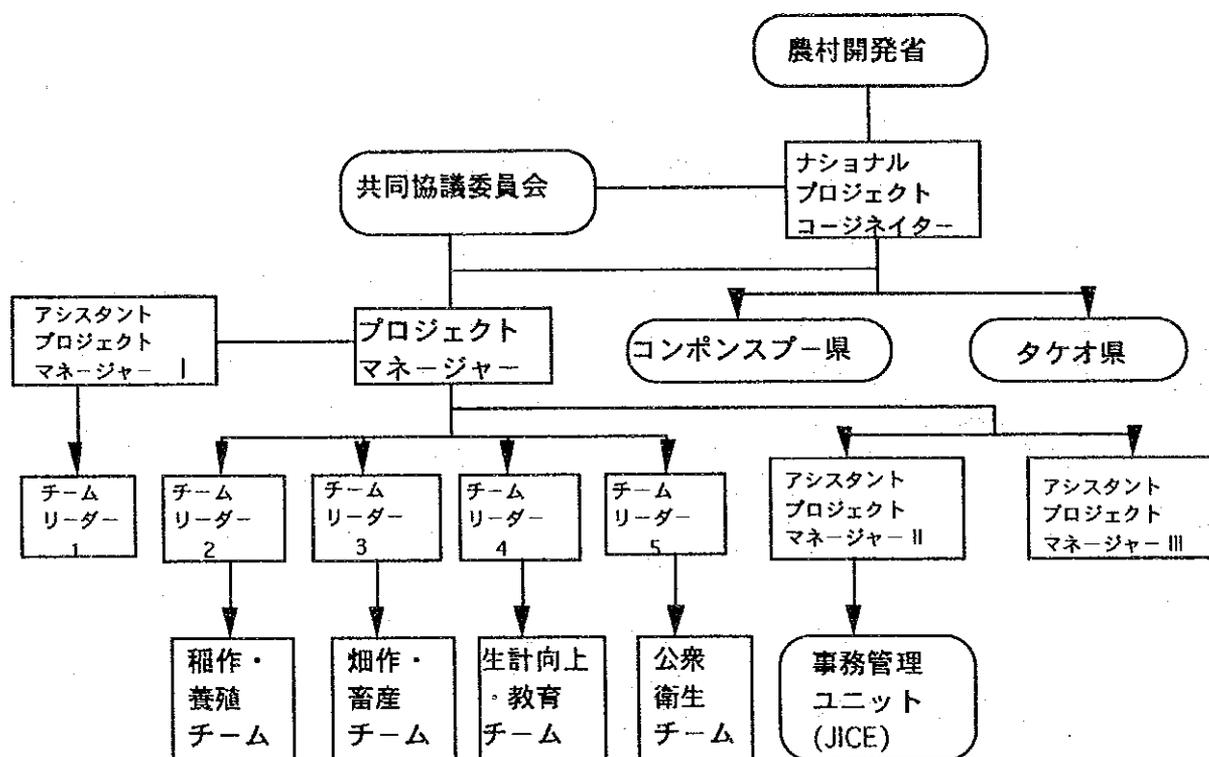 農村開発省
共同協議委員会
ナショナル
プロジェクト
コージネイター
アシスタント
プロジェクト
マネージャー I
プロジェクト
マネージャー
コンポンスプー県
タケオ県
チーム
リーダー
1
チーム
リーダー
2
チーム
リーダー
3
チーム
リーダー
4
チーム
リーダー
5
アシスタント
プロジェクト
マネージャー II
アシスタント
プロジェクト
マネージャー III
稲作・
養殖
チーム
畑作・
畜産
チーム
生計向上
・教育
チーム
公衆
衛生
チーム
事務管理
ユニット
(JICE)